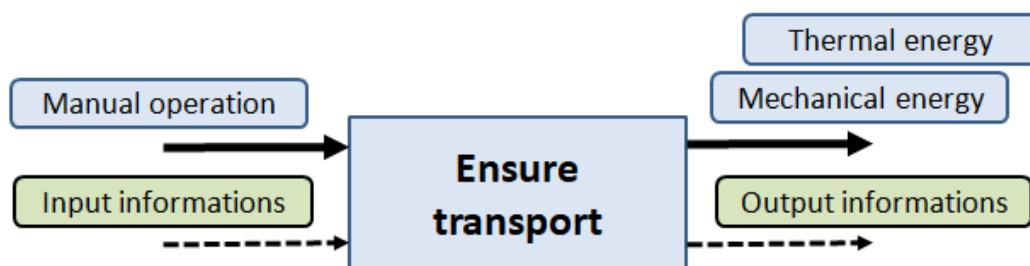 Thermal energy
Manual operation
Mechanical energy
Ensure
transport
Input informations
Output informations